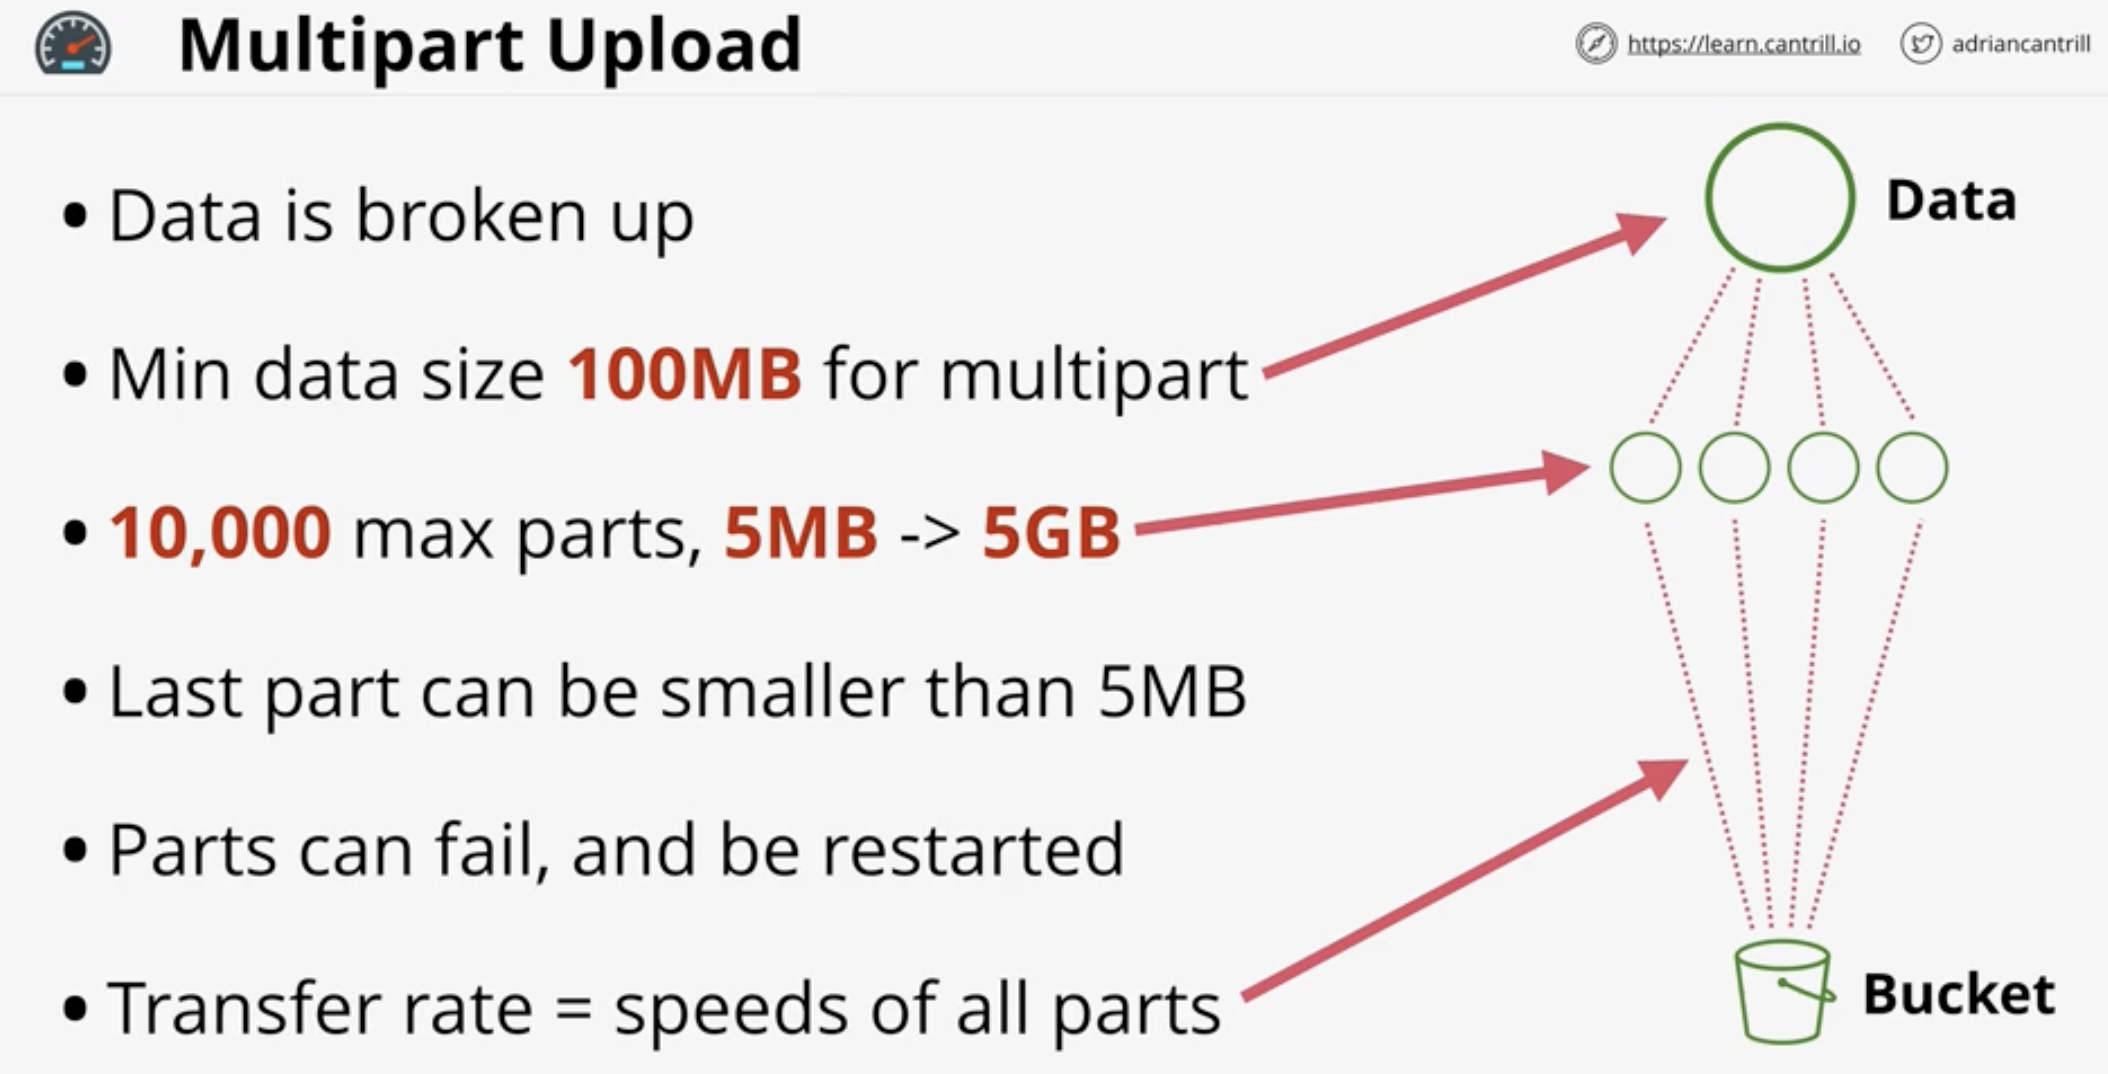 Multipart Upload
https://learn.cantrill.io
adriancantrill
• Data is broken up
• Min data size 100MB for multipart
• 10,000 max parts, 5MB -> 5GB
• Last part can be smaller than 5MB
• Parts can fail, and be restarted
• Transfer rate = speeds of all parts
Data
Bucket